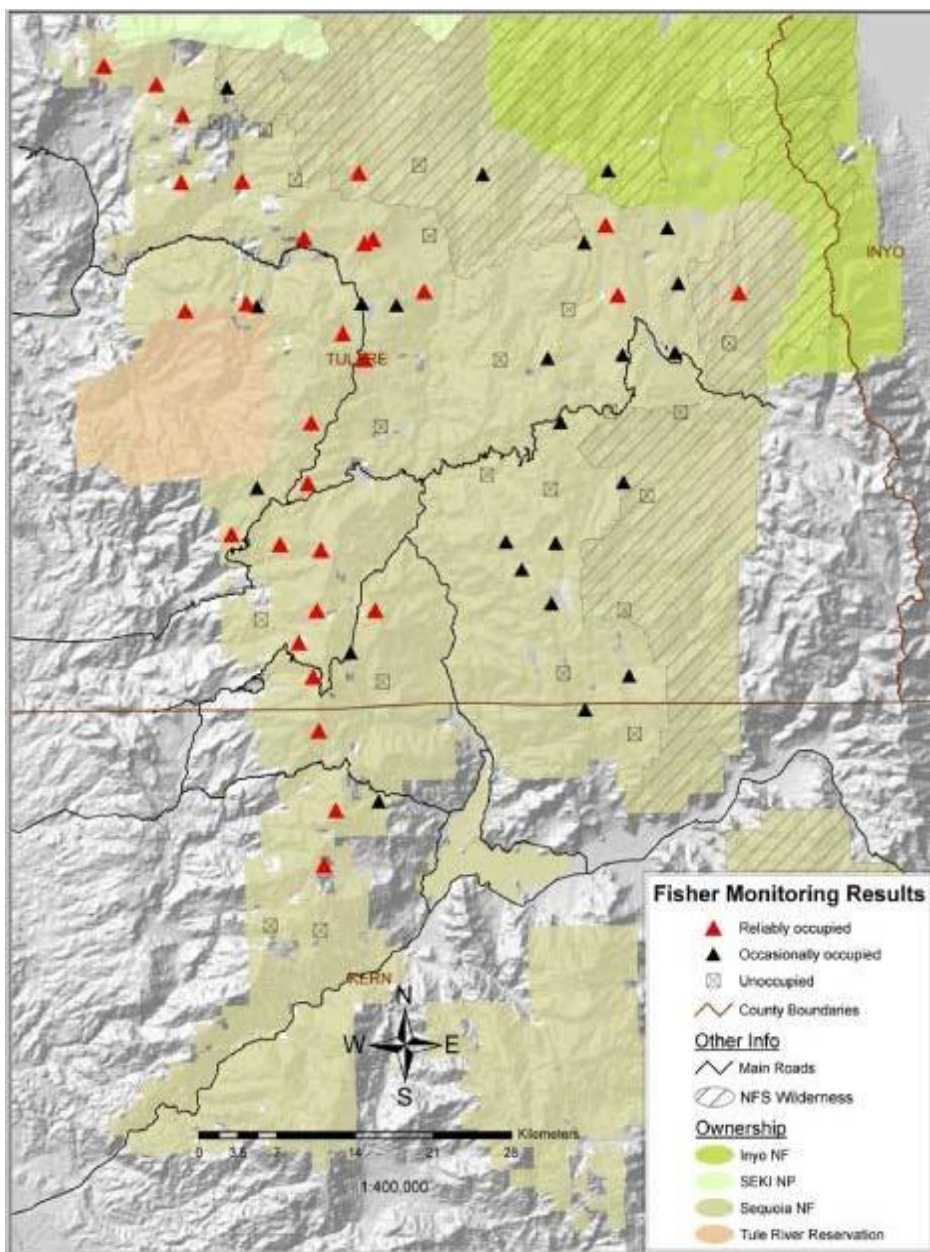 INYO
TULARE
Fisher Monitoring Results
Reliably occupied
Occasionally occupied
Unoccupied
County Boundaries
Other Info
Main Roads
NFS Wilderness
Ownership
Inyo NF
SEKI NP
Sequoia NF
Tule River Reservation
KERN
N
W E
S
Kilometers
0 3.5 7 14 21 28
1:400,000